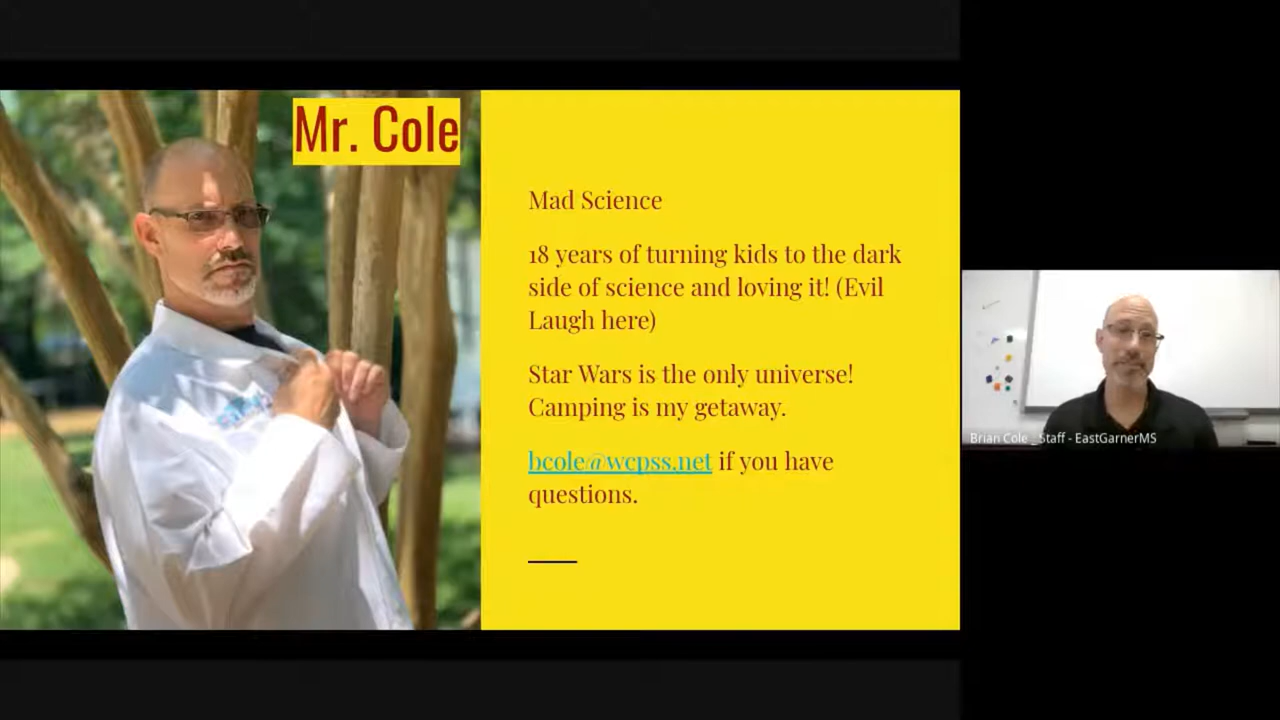 Mr. Cole
Mad Science
18 years of turning kids to the dark
side of science and loving it! (Evil
Laugh here)
Star Wars is the only universe!
Camping is my getaway.
bcole@wcpss.net if you have
questions.
Brian Cole _ Staff - EastGarnerMS